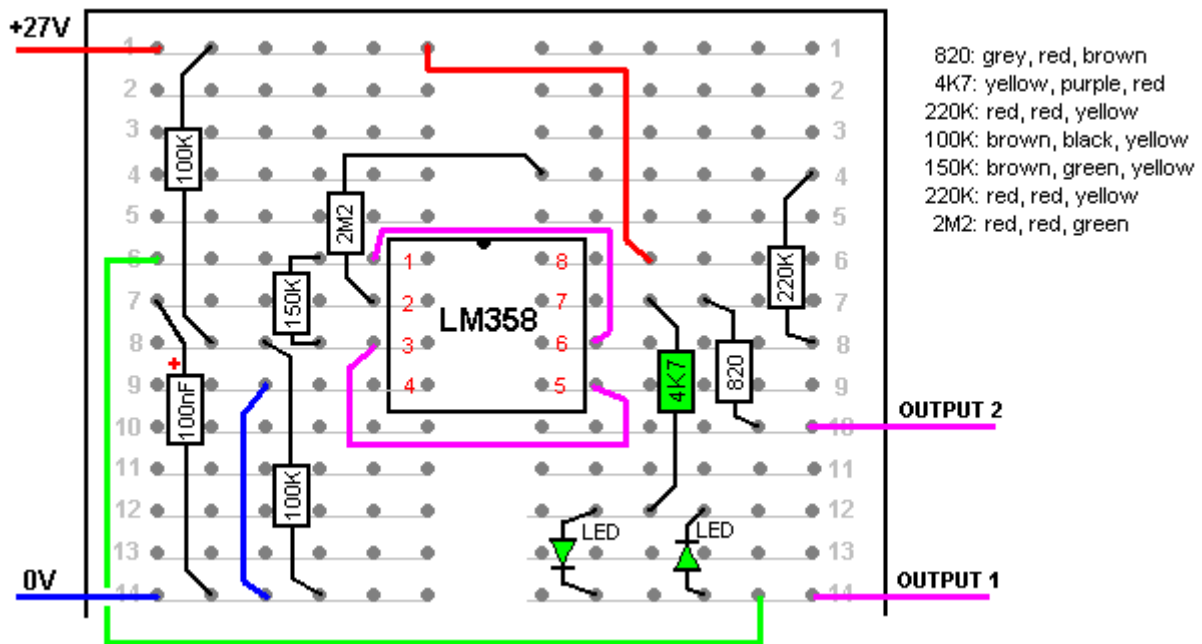 +27V
1
1
820: grey, red, brown
2
2
4K7: yellow, purple, red
220K: red, red, yellow
3
3
100K: brown, black, yellow
100K
4
4
150K: brown, green, yellow
220K: red, red, yellow
5
5
2M2: red, red, green
2M2
6
1
8
6
220K
7
150K
2
7
7
LM358
8
3
6
8
+
9
4
5
4K7
820
9
100nF
10
10
OUTPUT 2
11
11
100K
12
12
LED
LED
13
13
0V
14
14
OUTPUT 1